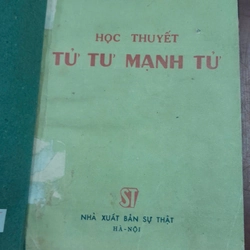 HỌC THUYẾT
TỬ TƯ MẠNH TỬ
ST
NHÀ XUẤT BẢN SỰ THẬT
HÀ-NỘI